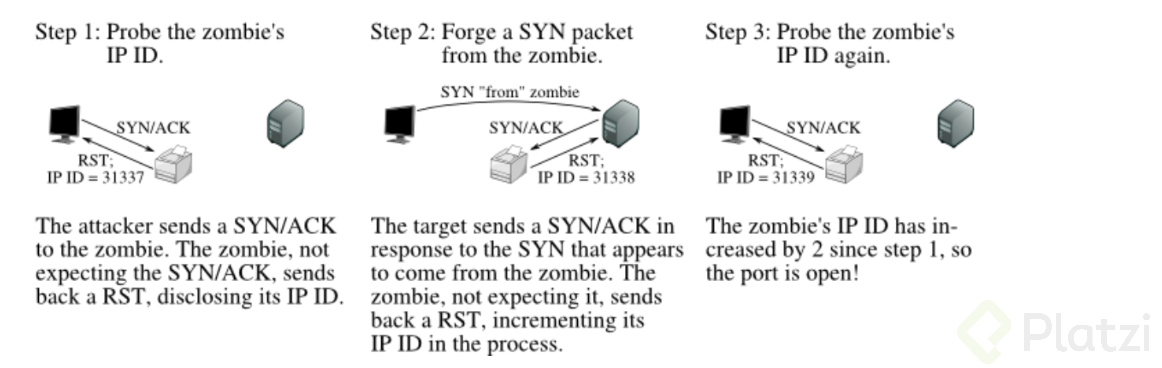 Step 1: Probe the zombie's
IP ID.
SYN/ACK
RST;
IP ID = 31337
The attacker sends a SYN/ACK
to the zombie. The zombie, not
expecting the SYN/ACK, sends
back a RST, disclosing its IP ID.
Step 2: Forge a SYN packet
from the zombie.
SYN "from" zombie
SYN/ACK
RST;
IP ID = 31338
The target sends a SYN/ACK in
response to the SYN that appears
to come from the zombie. The
zombie, not expecting it, sends
back a RST, incrementing its
IP ID in the process.
Step 3: Probe the zombie's
IP ID again.
SYN/ACK
RST;
IP ID = 31339
The zombie's IP ID has in-
creased by 2 since step 1, so
the port is open!
Platzi